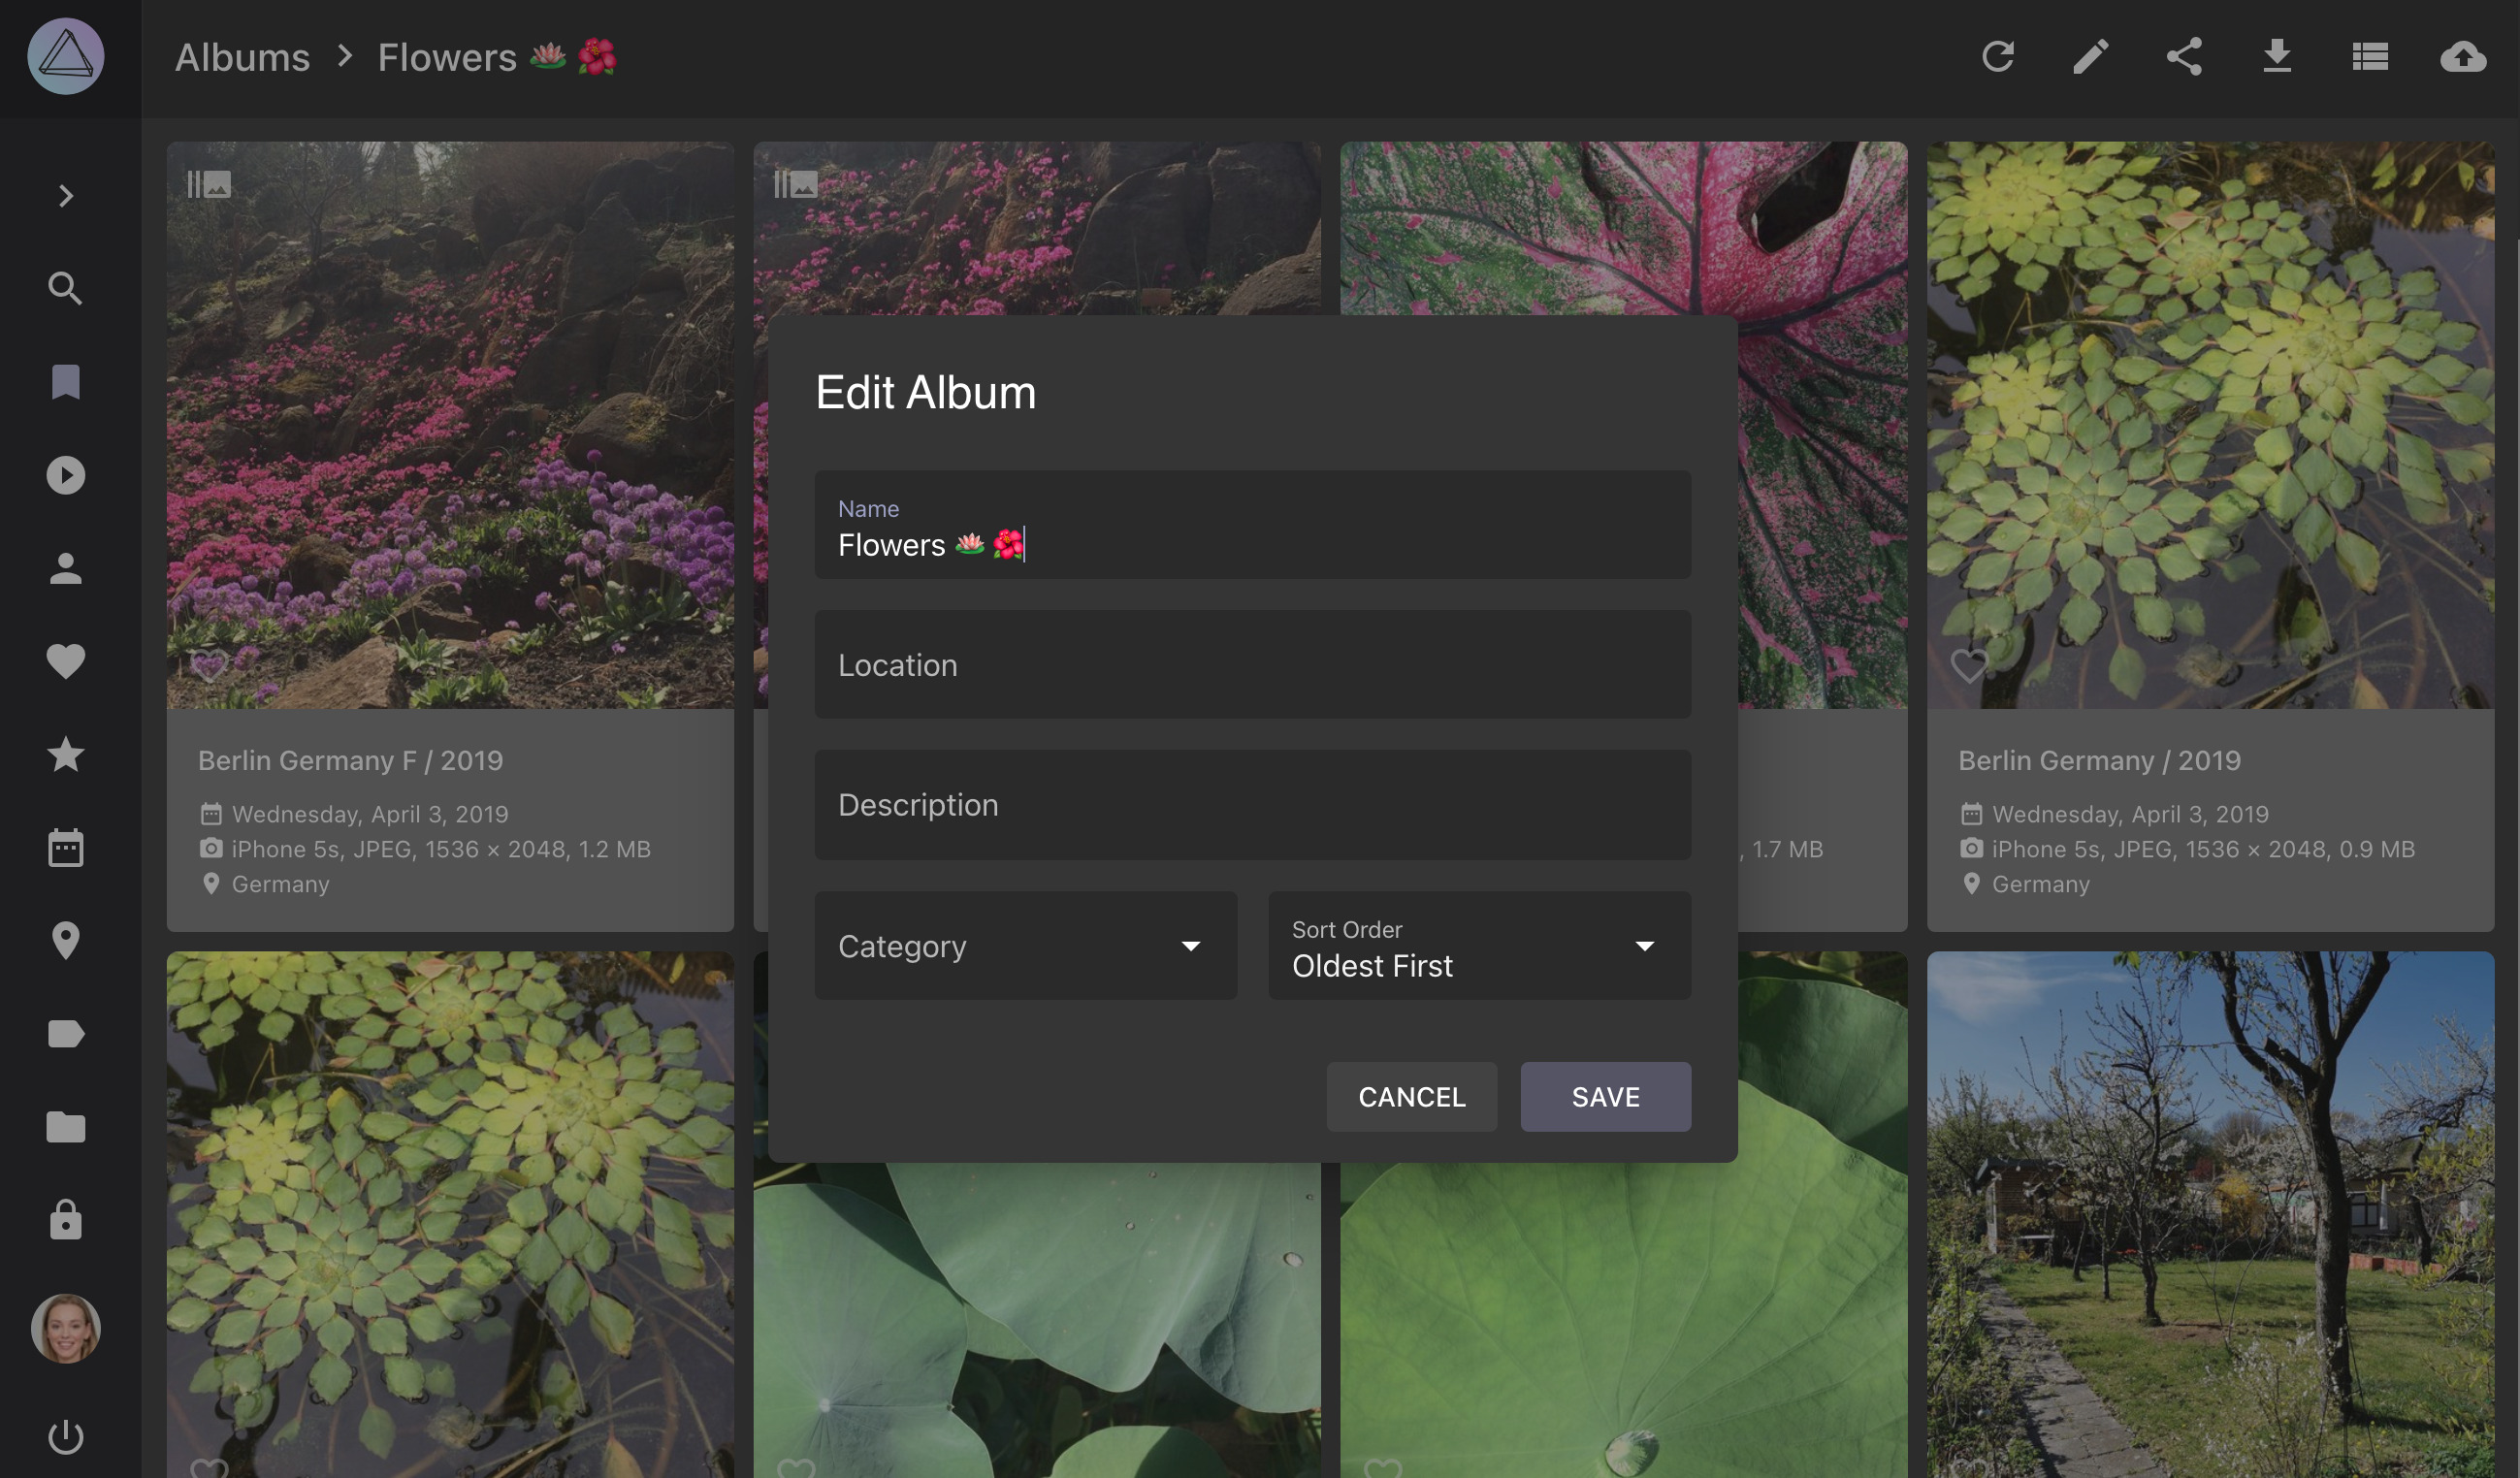 Albums > Flowers 🪷 🌺
Edit Album
Name
Flowers 🪷 🌺
Location
Description
Category
Sort Order
Oldest First
CANCEL
SAVE
Berlin Germany F / 2019
Wednesday, April 3, 2019
iPhone 5s, JPEG, 1536 × 2048, 1.2 MB
Germany
, 1.7 MB
Berlin Germany / 2019
Wednesday, April 3, 2019
iPhone 5s, JPEG, 1536 × 2048, 0.9 MB
Germany